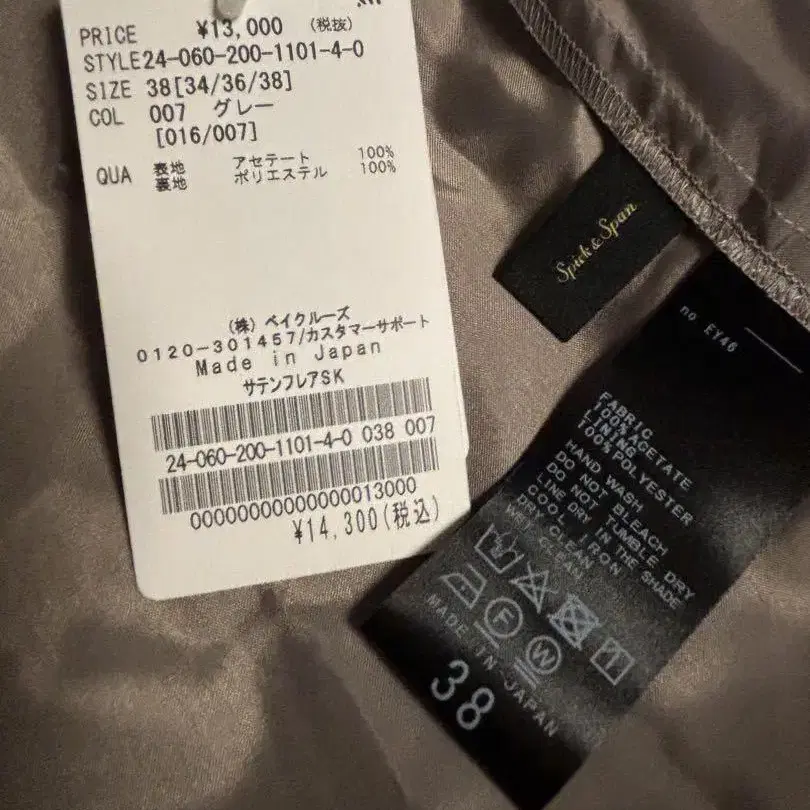 PRICE ¥13,000 (税抜)
STYLE24-060-200-1101-4-0
SIZE 38[34/36/38]
COL 007 グレー
[016/007]
QUA 表地 アセテート 100%
裏地 ポリエステル 100%
(株) ベイクルーズ
0120-301457/カスタマーサポート
Made in Japan
サテンフレアSK
24-060-200-1101-4-0 038 007
00000000000000013000
¥14,300(税込)
Spick & Span
no EY46
FABRIC
100%ACETATE
LINING
100%POLYESTER
HAND WASH
DO NOT BLEACH
DO NOT TUMBLE DRY
LINE DRY IN THE SHADE
COOL IRON
DRY CLEAN
WET CLEAN
F W
MADE IN JAPAN
38